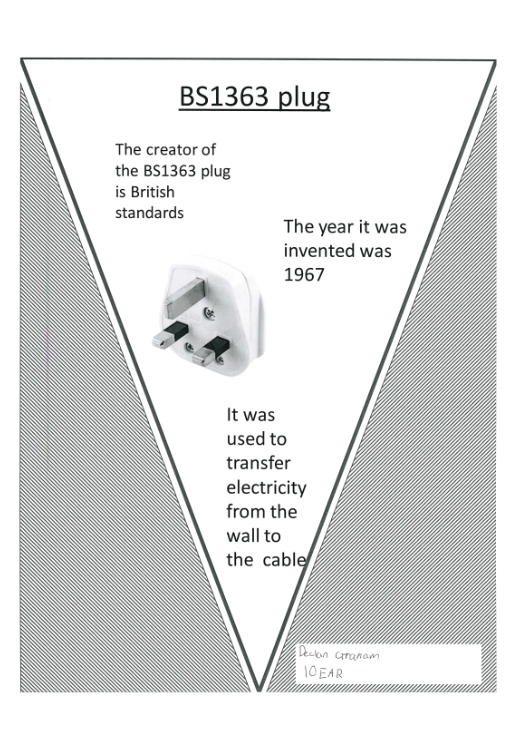 BS1363 plug
The creator of
the BS1363 plug
is British
standards
The year it was
invented was
1967
It was
used to
transfer
electricity
from the
wall to
the cable
Declan Graham
10EAR